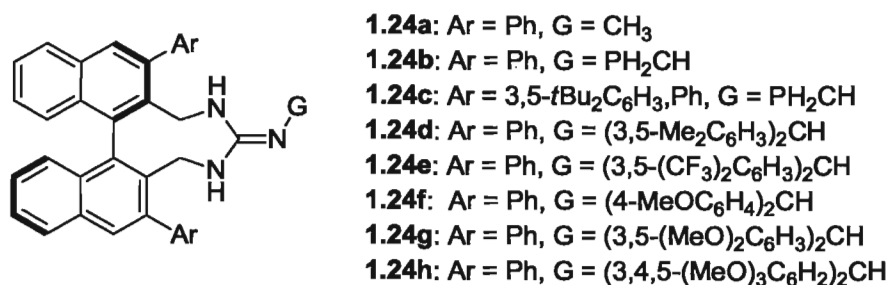 Ar
H
N
G
N
N
H
Ar
1.24a: Ar = Ph, G = CH₃
1.24b: Ar = Ph, G = PH₂CH
1.24c: Ar = 3,5-tBu₂C₆H₃,Ph, G = PH₂CH
1.24d: Ar = Ph, G = (3,5-Me₂C₆H₃)₂CH
1.24e: Ar = Ph, G = (3,5-(CF₃)₂C₆H₃)₂CH
1.24f: Ar = Ph, G = (4-MeOC₆H₄)₂CH
1.24g: Ar = Ph, G = (3,5-(MeO)₂C₆H₃)₂CH
1.24h: Ar = Ph, G = (3,4,5-(MeO)₃C₆H₂)₂CH